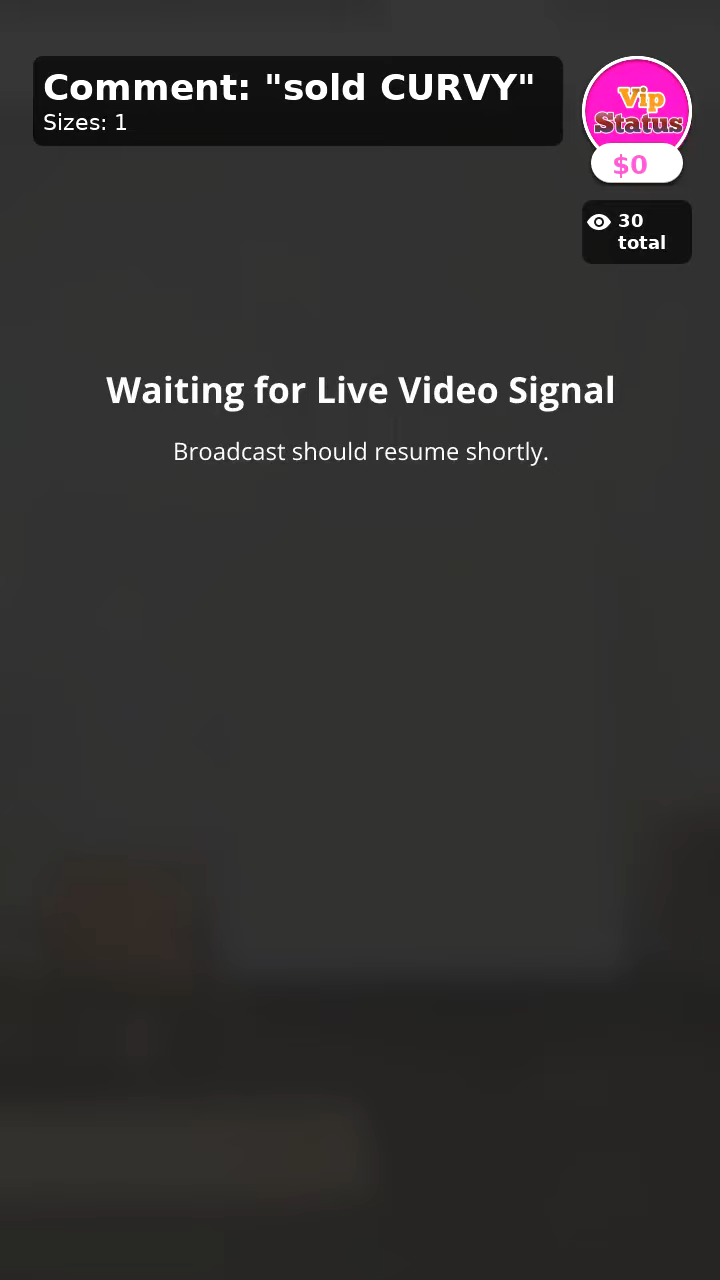 Comment: "sold CURVY"
Sizes: 1
Vip
Status
$0
30
total
Waiting for Live Video Signal
Broadcast should resume shortly.